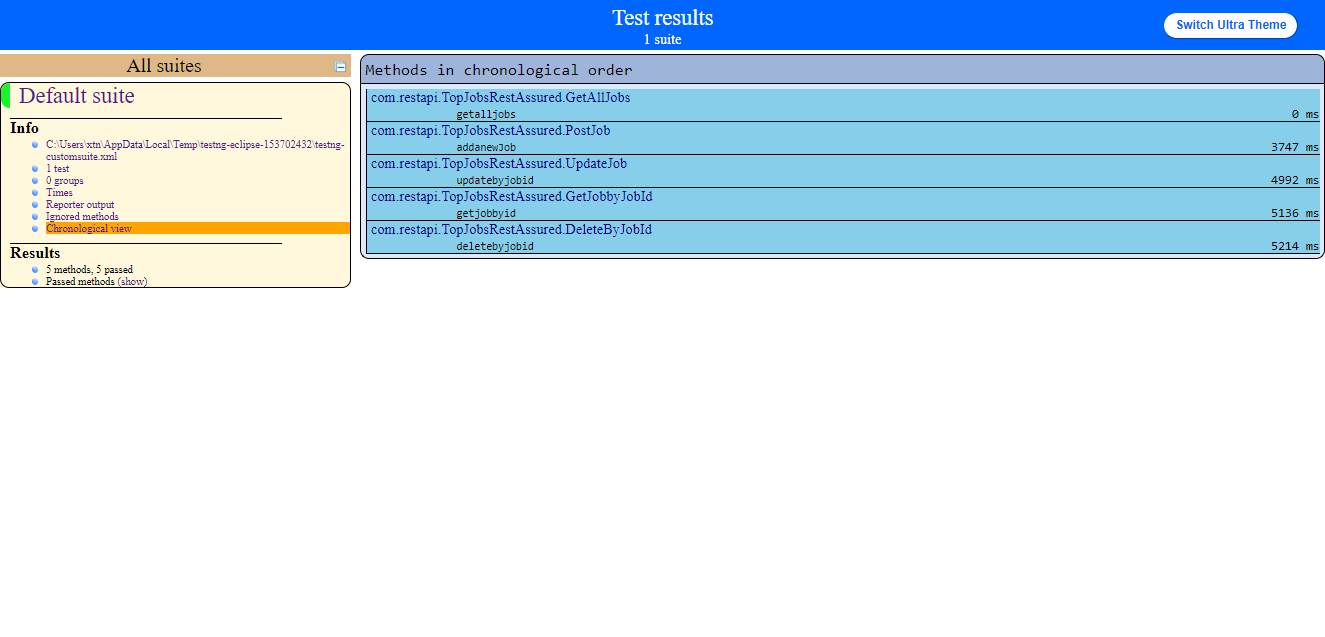 Test results
1 suite
Switch Ultra Theme
All suites
Default suite
Info
C:\Users\xtn\AppData\Local\Temp\testng-eclipse-153702432\testng-
customsuite.xml
1 test
0 groups
Times
Reporter output
Ignored methods
Chronological view
Results
5 methods, 5 passed
Passed methods (show)
Methods in chronological order
com.restapi.TopJobsRestAssured.GetAllJobs
getalljobs 0 ms
com.restapi.TopJobsRestAssured.PostJob
addanewJob 3747 ms
com.restapi.TopJobsRestAssured.UpdateJob
updatebyjobid 4992 ms
com.restapi.TopJobsRestAssured.GetJobbyJobId
getjobbyid 5136 ms
com.restapi.TopJobsRestAssured.DeleteByJobId
deletebyjobid 5214 ms